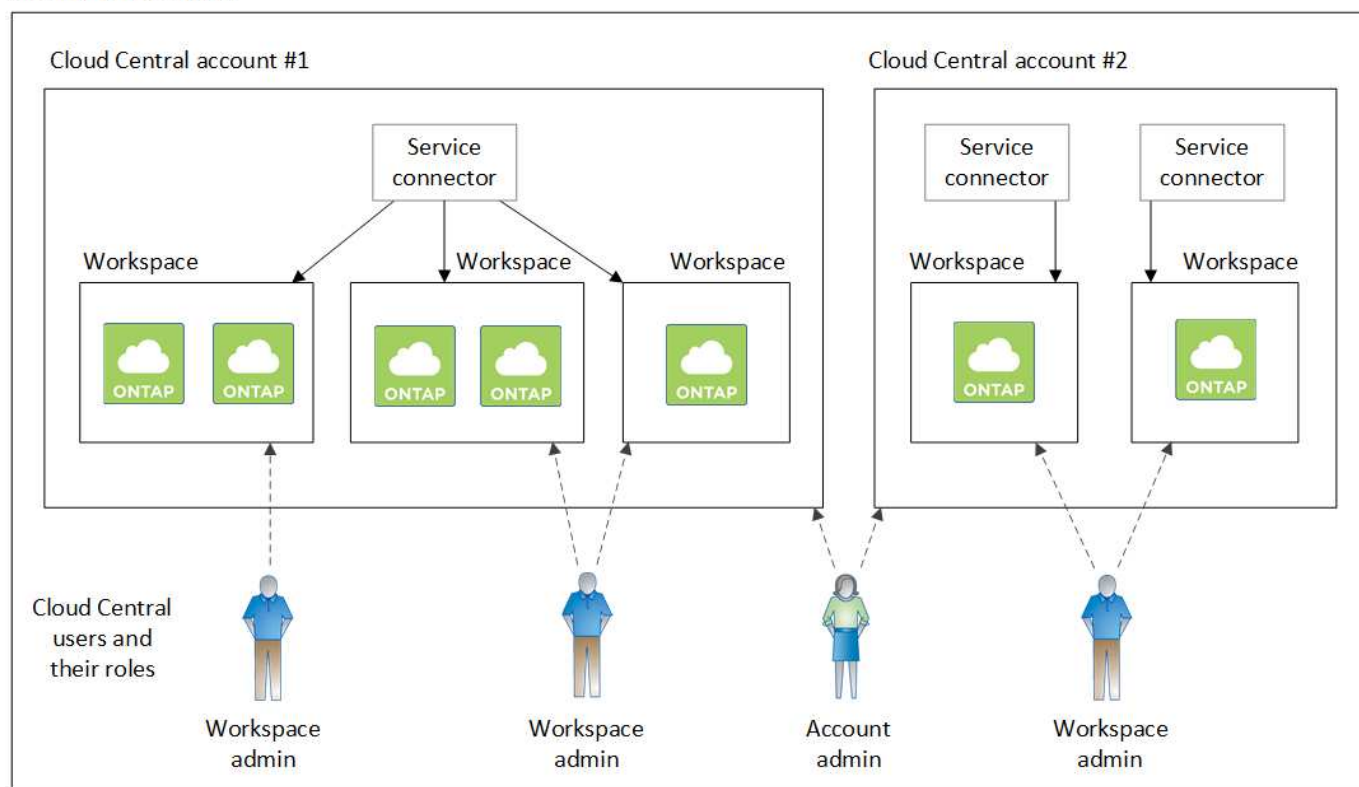 Cloud Central account #1
Cloud Central account #2
Service
connector
Service
connector
Service
connector
Workspace
Workspace
Workspace
Workspace
Workspace
ONTAP
ONTAP
ONTAP
ONTAP
ONTAP
ONTAP
ONTAP
Cloud Central
users and
their roles
Workspace
admin
Workspace
admin
Account
admin
Workspace
admin